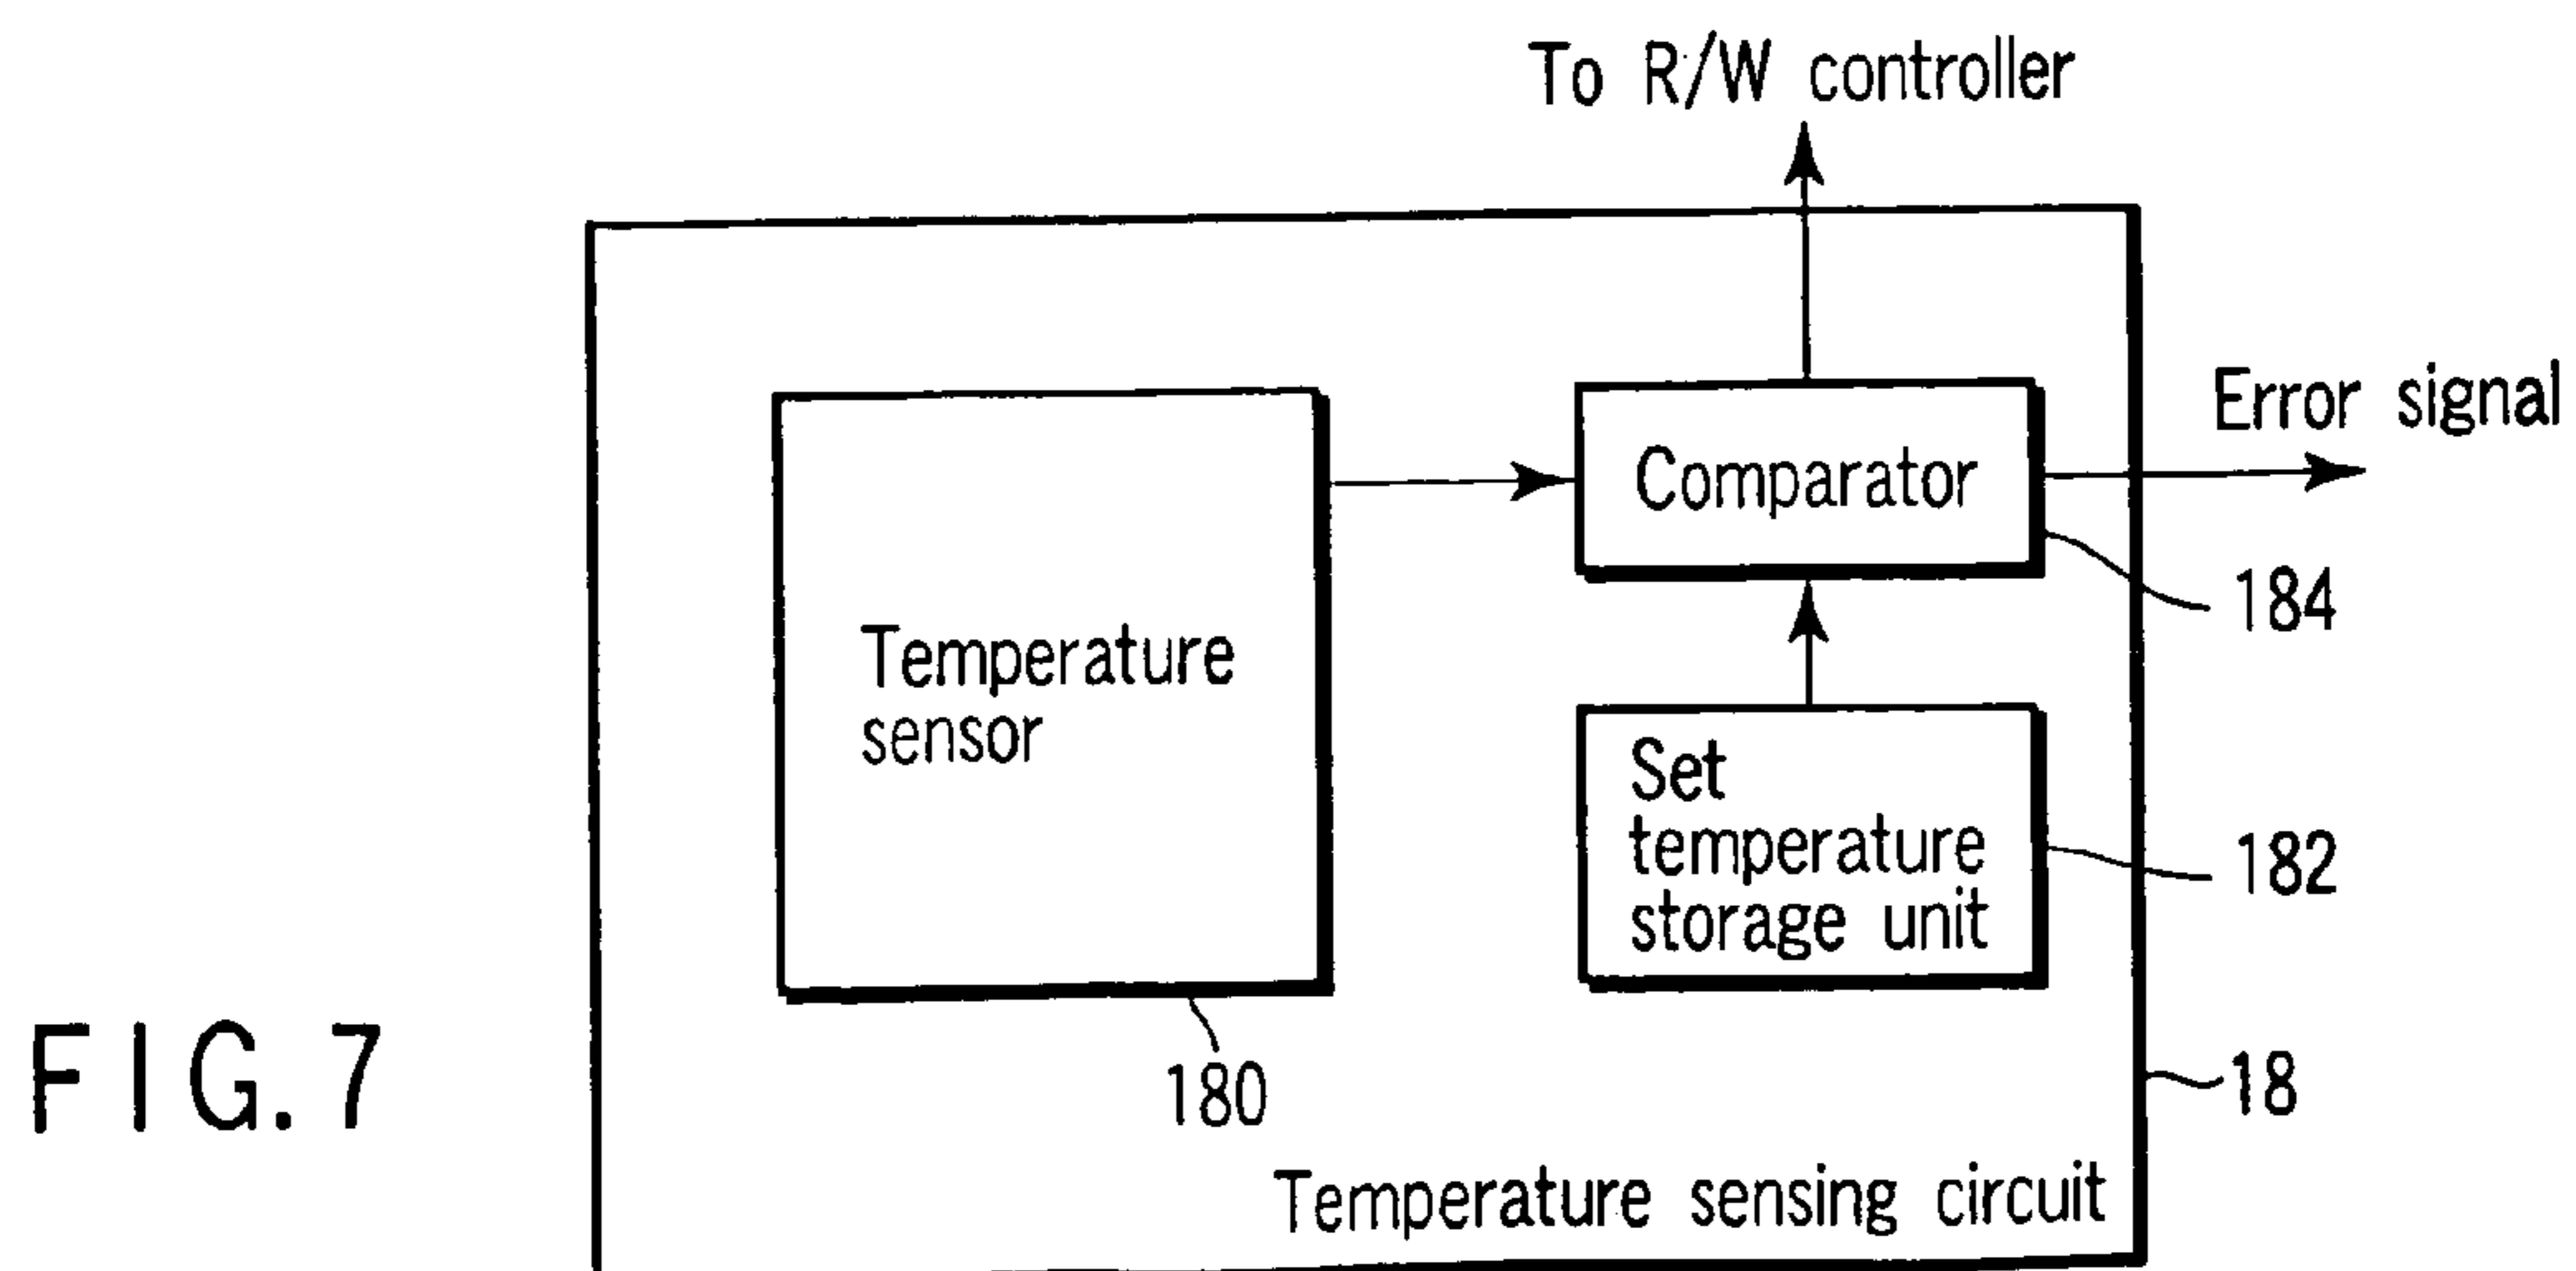 To R/W controller
Error signal
Comparator
184
Temperature
sensor
Set
temperature
storage unit
182
180
18
FIG.7
Temperature sensing circuit